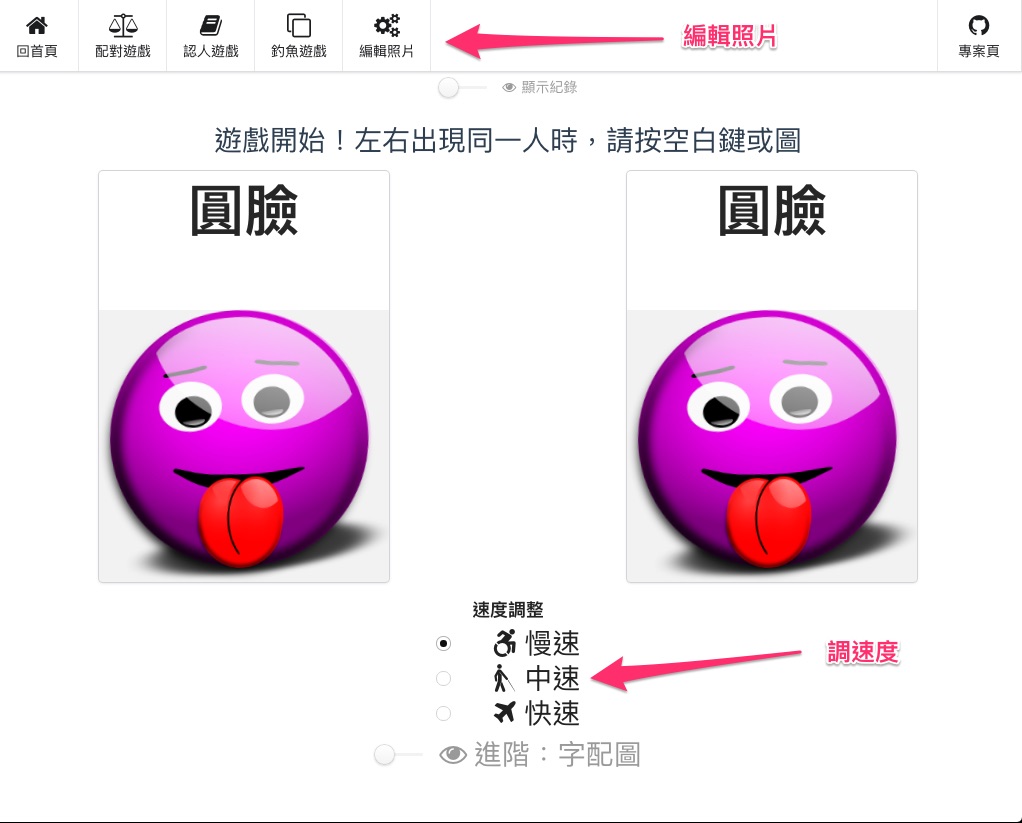 回首頁
配對遊戲
認人遊戲
釣魚遊戲
編輯照片
編輯照片
專案頁
顯示紀錄
遊戲開始！左右出現同一人時，請按空白鍵或圖
圓臉
圓臉
速度調整
慢速
中速
調速度
快速
進階：字配圖